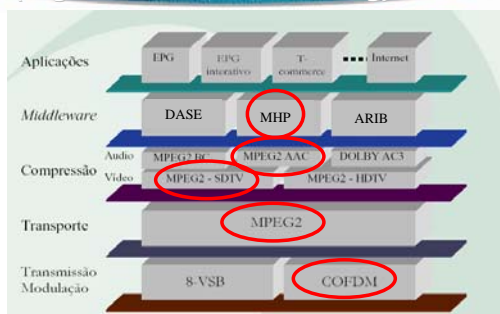 Aplicações EPG EPG interativo T-commerce Internet
Middleware DASE MHP ARIB
Compressão
Audio MPEG2 BC MPEG2 AAC DOLBY AC3
Vídeo MPEG2 - SDTV MPEG2 - HDTV
Transporte MPEG2
Transmissão Modulação 8-VSB COFDM